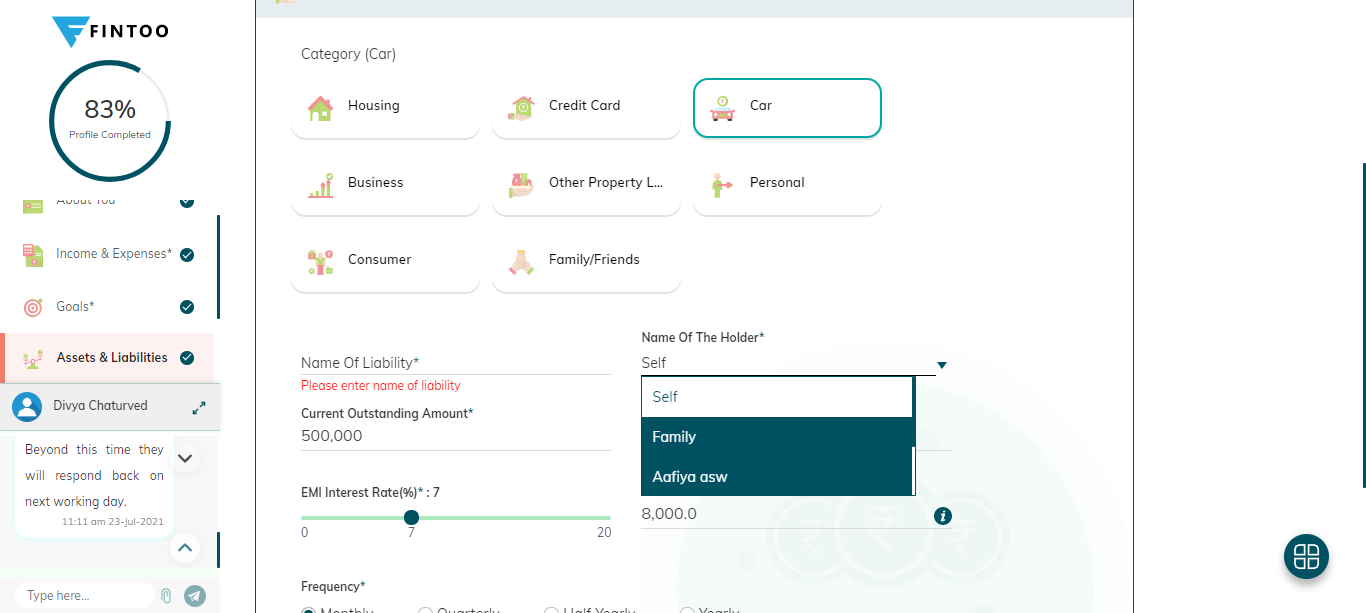 FINTOO
83%
Profile Completed
About You
Income & Expenses*
Goals*
Assets & Liabilities
Divya Chaturved
Beyond this time they
will respond back on
next working day.
11:11 am 23-Jul-2021
Type here...
Category (Car)
Housing
Credit Card
Car
Business
Other Property L...
Personal
Consumer
Family/Friends
Name Of Liability*
Please enter name of liability
Name Of The Holder*
Self
Self
Family
Aafiya asw
Current Outstanding Amount*
500,000
EMI Interest Rate(%)* : 7
0 7 20
8,000.0
Frequency*
Monthly Quarterly Half Yearly Yearly